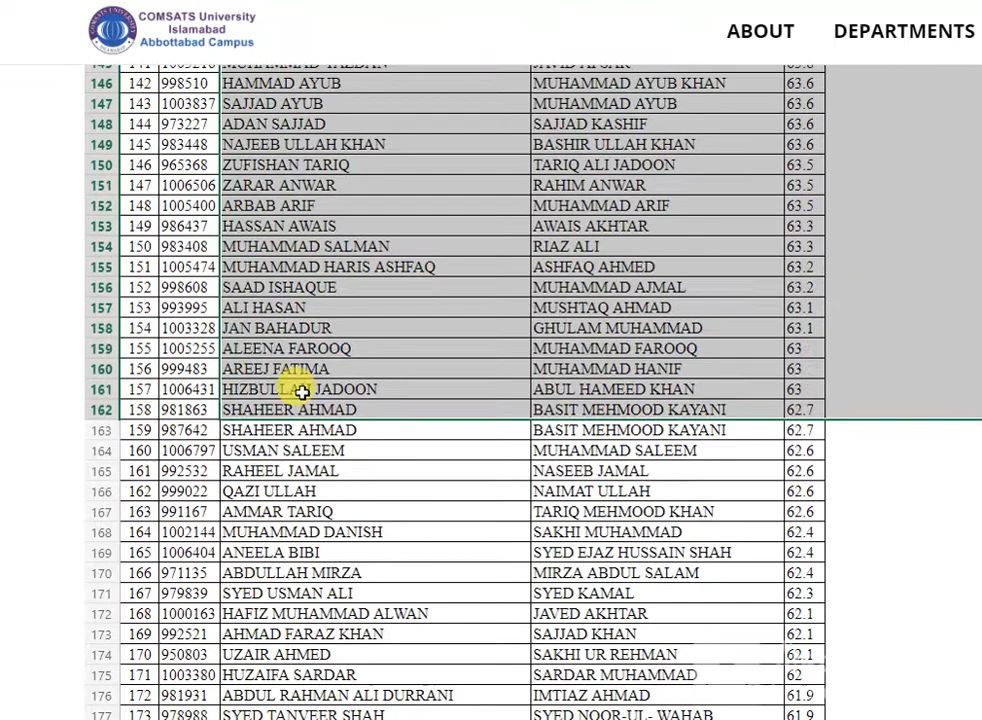 COMSATS University
Islamabad
Abbottabad Campus
ABOUT DEPARTMENTS
146 142 998510 HAMMAD AYUB MUHAMMAD AYUB KHAN 63.6
147 143 1003837 SAJJAD AYUB MUHAMMAD AYUB 63.6
148 144 973227 ADAN SAJJAD SAJJAD KASHIF 63.6
149 145 983448 NAJEEB ULLAH KHAN BASHIR ULLAH KHAN 63.6
150 146 965368 ZUFISHAN TARIQ TARIQ ALI JADOON 63.5
151 147 1006506 ZARAR ANWAR RAHIM ANWAR 63.5
152 148 1005400 ARBAB ARIF MUHAMMAD ARIF 63.5
153 149 986437 HASSAN AWAIS AWAIS AKHTAR 63.3
154 150 983408 MUHAMMAD SALMAN RIAZ ALI 63.3
155 151 1005474 MUHAMMAD HARIS ASHFAQ ASHFAQ AHMED 63.2
156 152 998608 SAAD ISHAQUE MUHAMMAD AJMAL 63.2
157 153 993995 ALI HASAN MUSHTAQ AHMAD 63.1
158 154 1003328 JAN BAHADUR GHULAM MUHAMMAD 63.1
159 155 1005255 ALEENA FAROOQ MUHAMMAD FAROOQ 63
160 156 999483 AREEJ FATIMA MUHAMMAD HANIF 63
161 157 1006431 HIZBULLAH JADOON ABUL HAMEED KHAN 63
162 158 981863 SHAHEER AHMAD BASIT MEHMOOD KAYANI 62.7
163 159 987642 SHAHEER AHMAD BASIT MEHMOOD KAYANI 62.7
164 160 1006797 USMAN SALEEM MUHAMMAD SALEEM 62.6
165 161 992532 RAHEEL JAMAL NASEEB JAMAL 62.6
166 162 999022 QAZI ULLAH NAIMAT ULLAH 62.6
167 163 991167 AMMAR TARIQ TARIQ MEHMOOD KHAN 62.6
168 164 1002144 MUHAMMAD DANISH SAKHI MUHAMMAD 62.4
169 165 1006404 ANEELA BIBI SYED EJAZ HUSSAIN SHAH 62.4
170 166 971135 ABDULLAH MIRZA MIRZA ABDUL SALAM 62.4
171 167 979839 SYED USMAN ALI SYED KAMAL 62.3
172 168 1000163 HAFIZ MUHAMMAD ALWAN JAVED AKHTAR 62.1
173 169 992521 AHMAD FARAZ KHAN SAJJAD KHAN 62.1
174 170 950803 UZAIR AHMED SAKHI UR REHMAN 62.1
175 171 1003380 HUZAIFA SARDAR SARDAR MUHAMMAD 62
176 172 981931 ABDUL RAHMAN ALI DURRANI IMTIAZ AHMAD 61.9
177 173 978988 SYED TANVEER SHAH SYED NOOR-UL- WAHAB 61.9